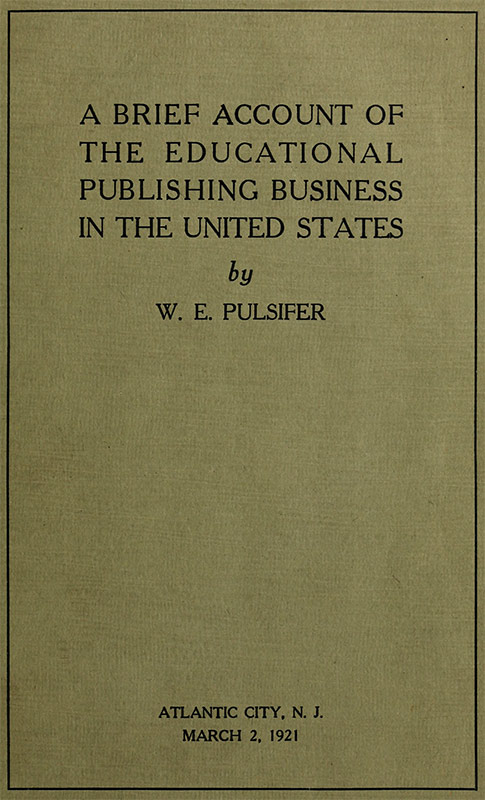 A BRIEF ACCOUNT OF
THE EDUCATIONAL
PUBLISHING BUSINESS
IN THE UNITED STATES
by
W. E. PULSIFER
ATLANTIC CITY, N. J.
MARCH 2, 1921